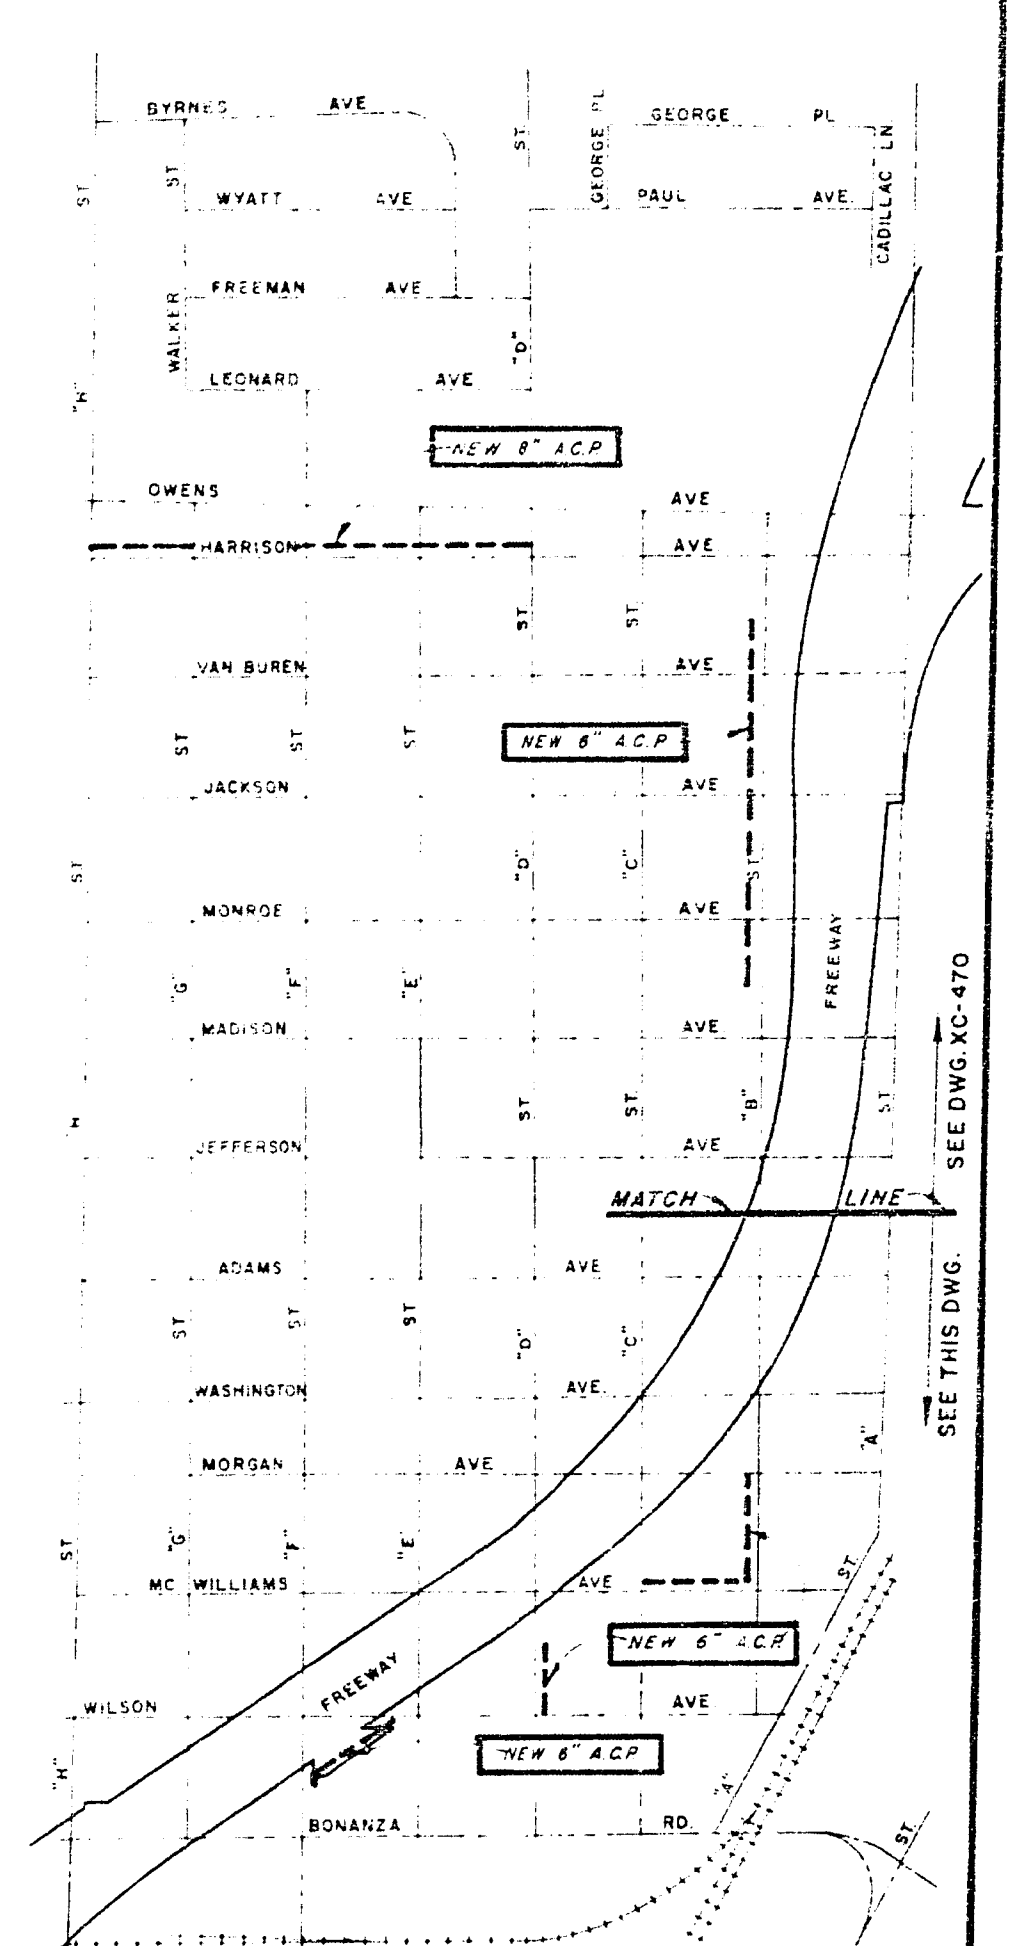 BYRNES AVE
GEORGE PL
GEORGE PL
ST
ST
ST
WYATT AVE
PAUL AVE.
CADILLAC LN
FREEMAN AVE
WALKER
"D"
LEONARD AVE
"H"
NEW 8" A.C.P.
OWENS AVE
HARRISON AVE
ST
ST
VAN BUREN AVE
ST
ST
ST
NEW 6" A.C.P.
JACKSON AVE
ST
"D"
"C"
ST
MONROE AVE
FREEWAY
"G"
"F"
"E"
MADISON AVE
SEE DWG. XC-470
ST
ST
"B"
ST
H
JEFFERSON AVE
MATCH LINE
ADAMS AVE
SEE THIS DWG.
ST
ST
ST
"D"
"C"
WASHINGTON AVE.
"A"
MORGAN AVE
ST
"G"
"F"
"E"
MC WILLIAMS AVE
ST
NEW 6" A.C.P.
FREEWAY
WILSON AVE
NEW 6" A.C.P.
"H"
"A"
BONANZA RD.
ST